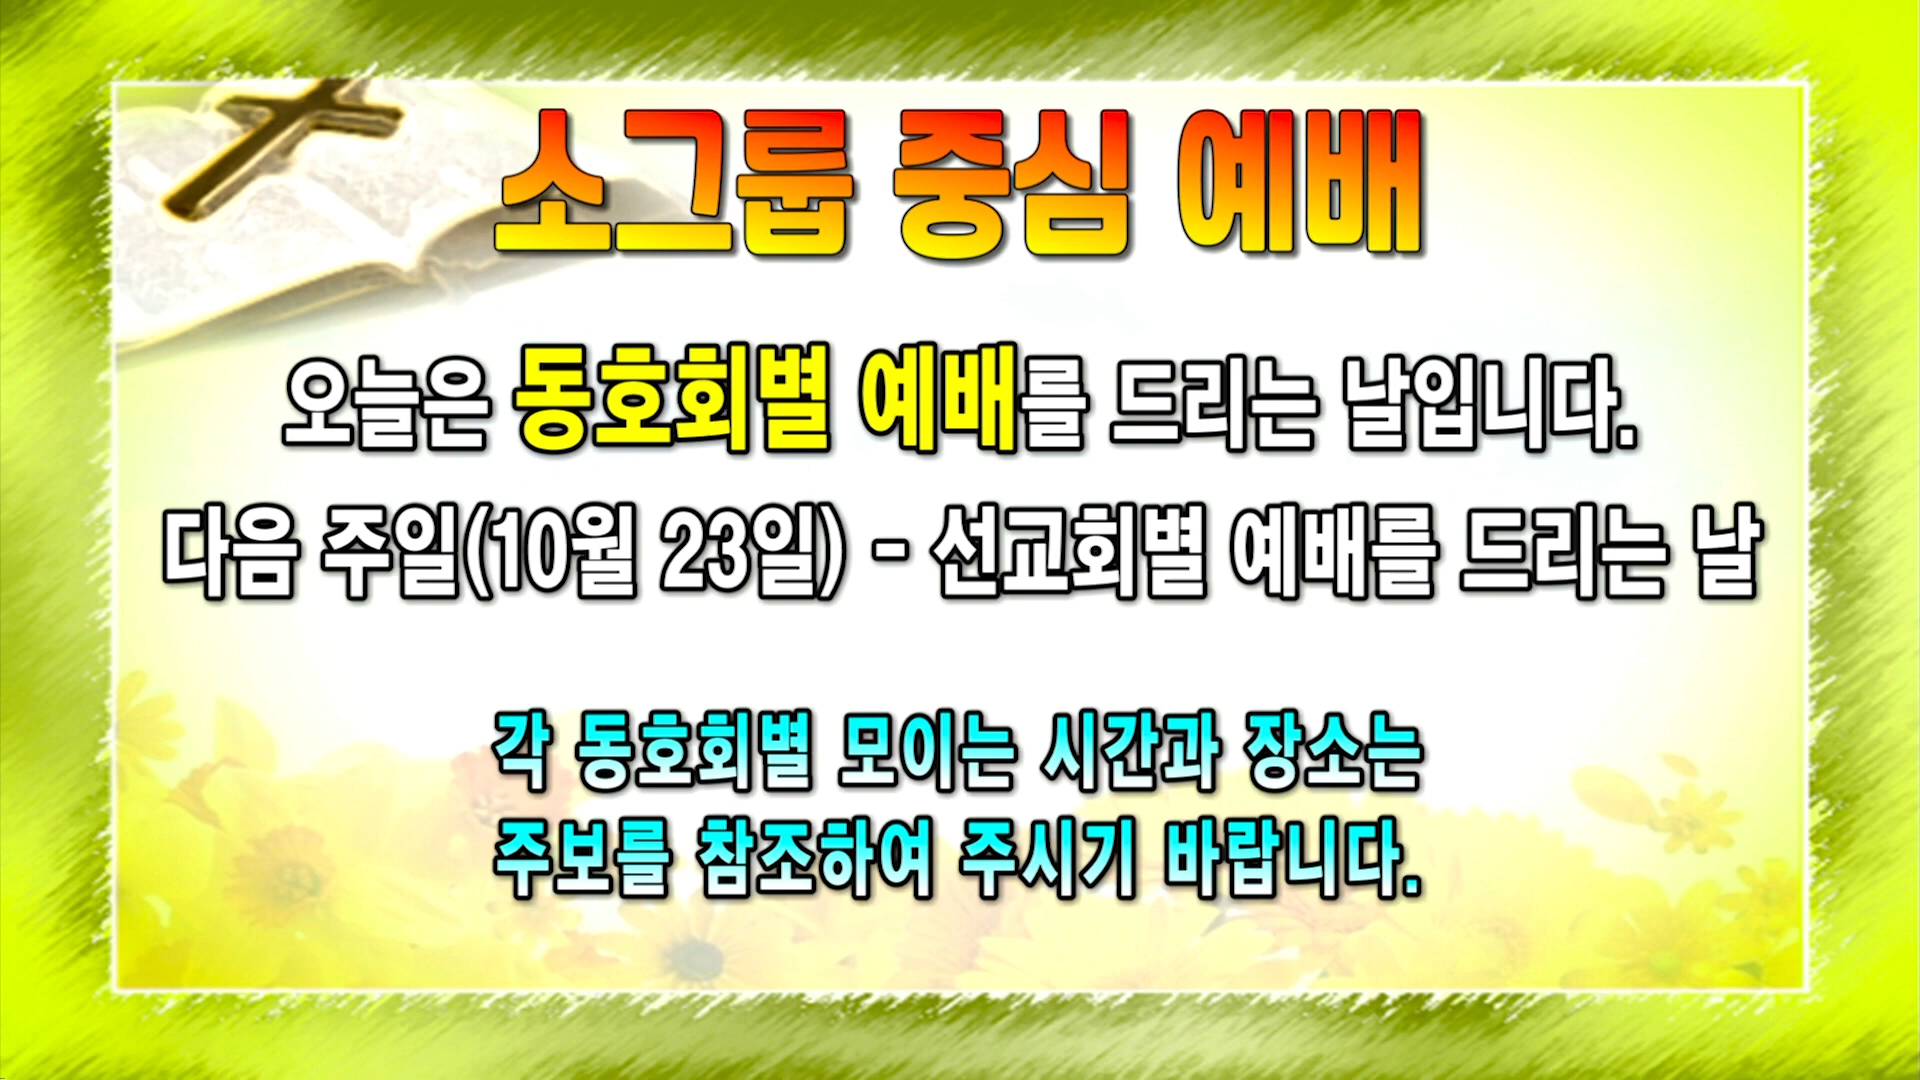 소그룹 중심 예배
오늘은 동호회별 예배를 드리는 날입니다.
다음 주일(10월 23일) - 선교회별 예배를 드리는 날
각 동호회별 모이는 시간과 장소는
주보를 참조하여 주시기 바랍니다.